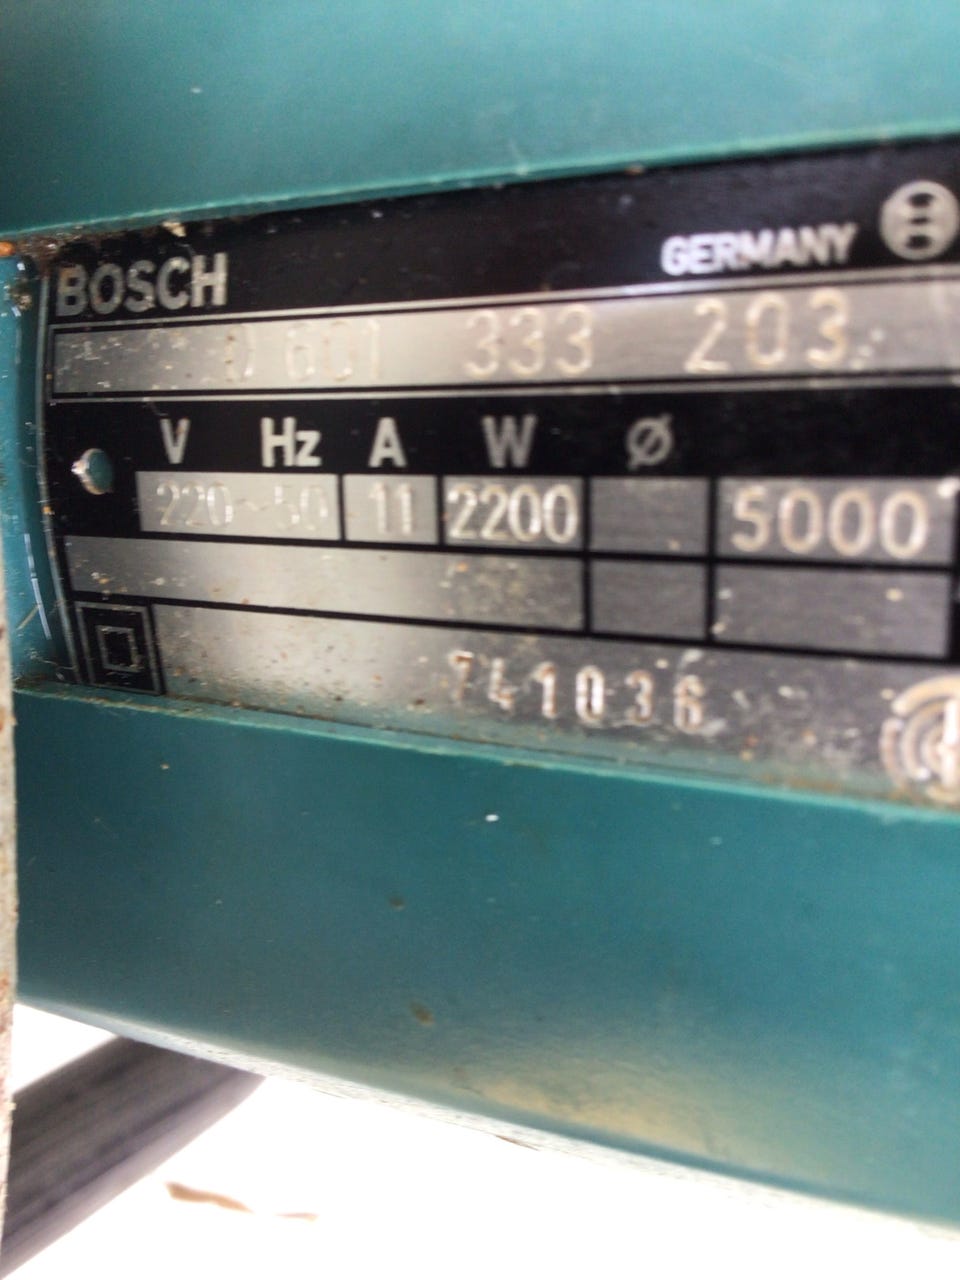 BOSCH GERMANY
0 601 333 203
V Hz A W Ø
220 ~ 50 11 2200 5000
741036